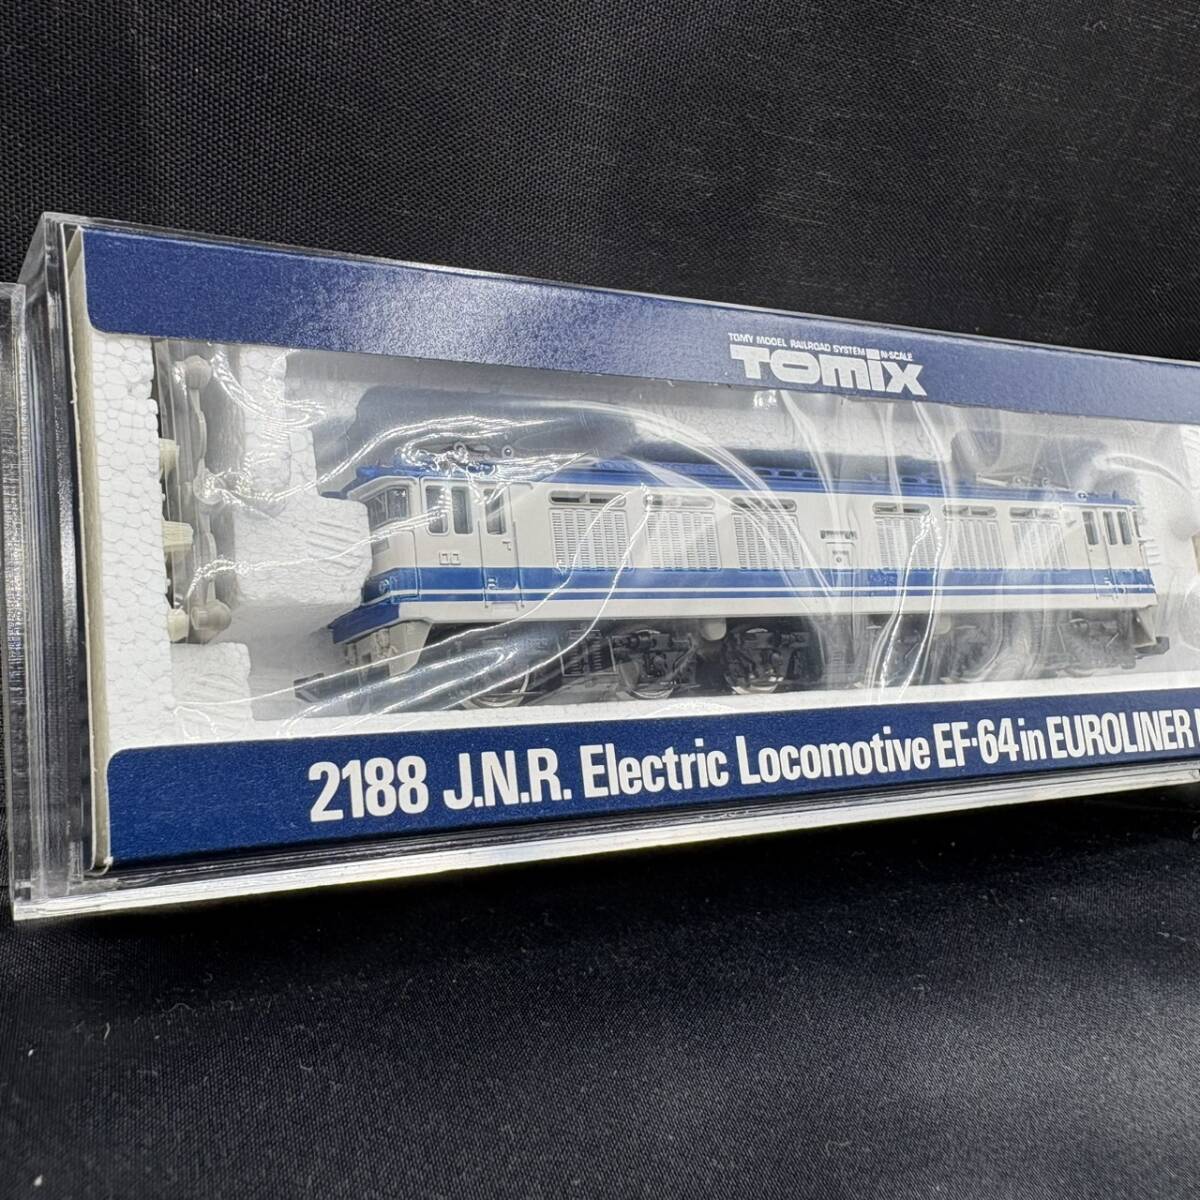 TOMY MODEL RAILROAD SYSTEM N-SCALE
TOMIX
2188 J.N.R. Electric Locomotive EF-64 in EUROLINER